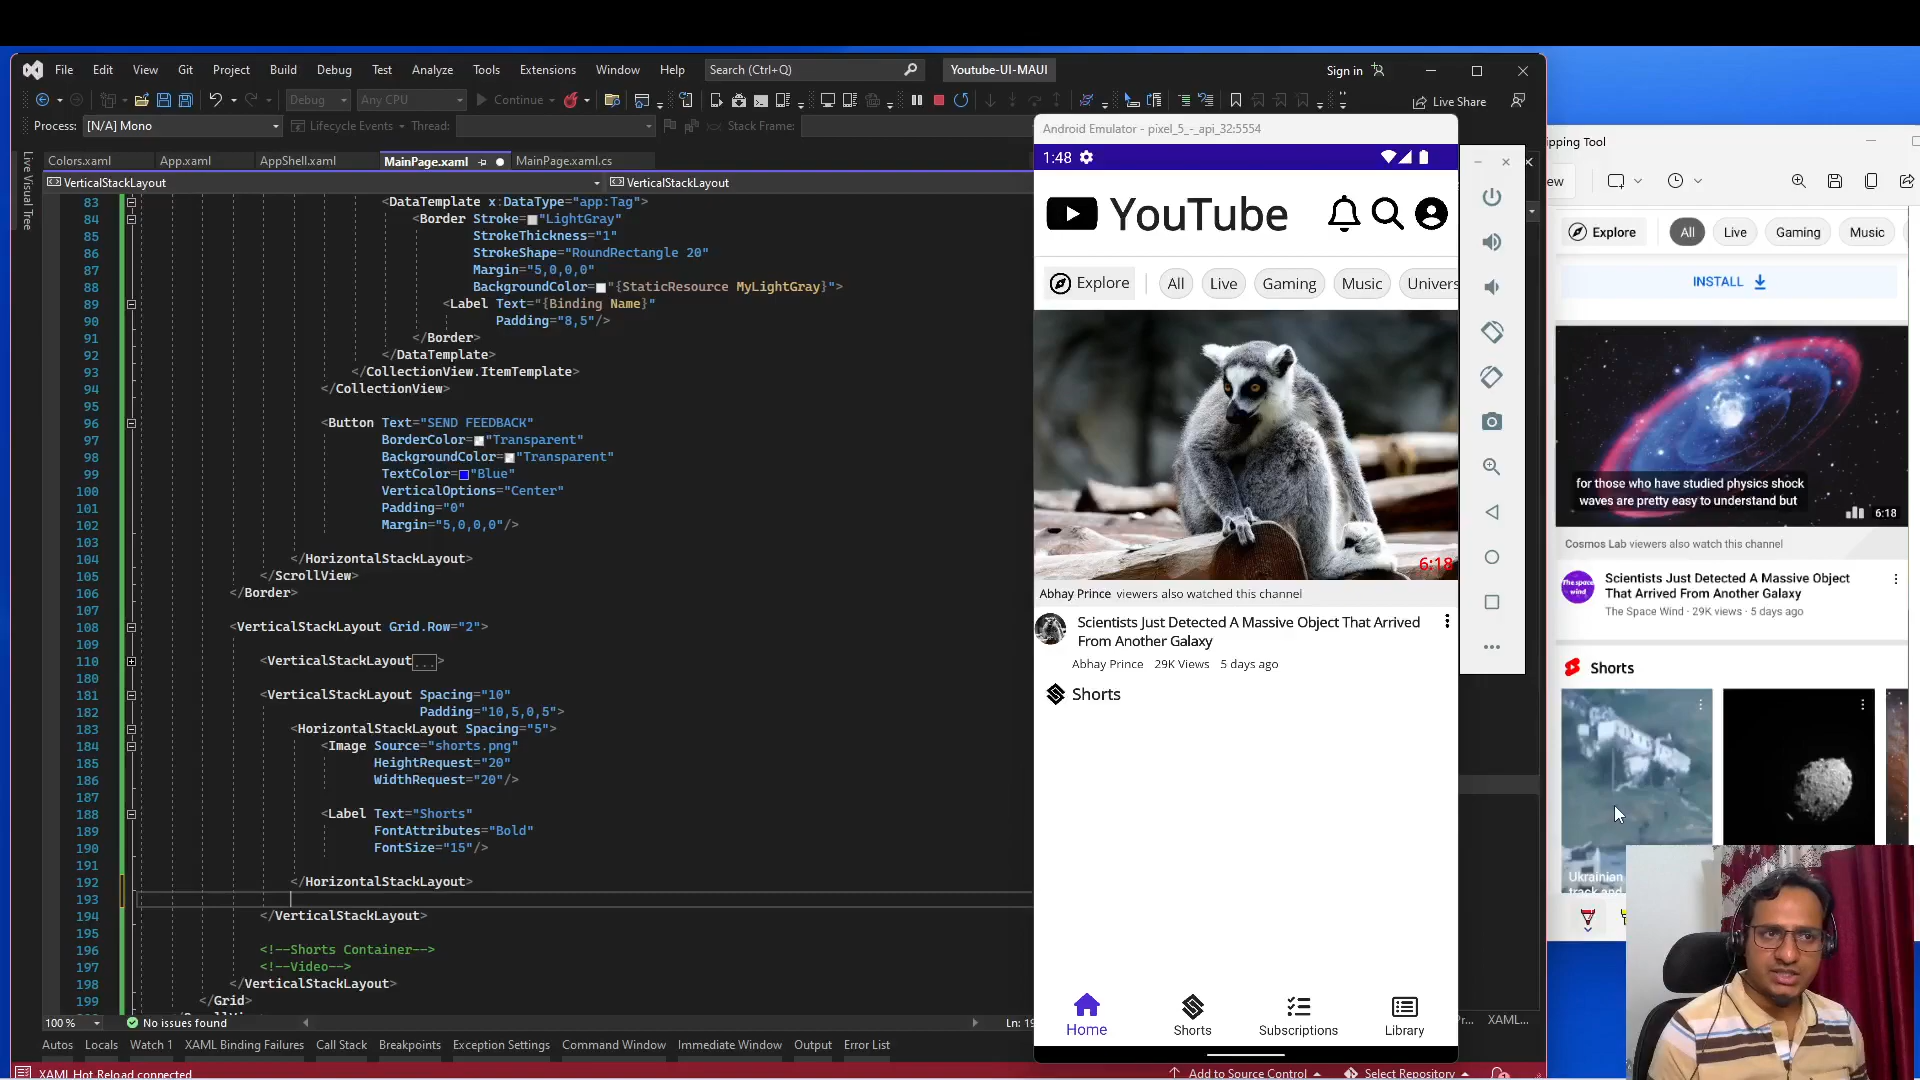 File Edit View Git Project Build Debug Test Analyze Tools Extensions Window Help Search (Ctrl+Q) Youtube-UI-MAUI Sign in
Debug Any CPU Continue Live Share
Process: [N/A] Mono Lifecycle Events Thread: Stack Frame:
Colors.xaml App.xaml AppShell.xaml MainPage.xaml MainPage.xaml.cs
VerticalStackLayout VerticalStackLayout
Live Visual Tree
83 <DataTemplate x:DataType="app:Tag">
84 <Border Stroke="LightGray"
85 StrokeThickness="1"
86 StrokeShape="RoundRectangle 20"
87 Margin="5,0,0,0"
88 BackgroundColor="{StaticResource MyLightGray}">
89 <Label Text="{Binding Name}"
90 Padding="8,5"/>
91 </Border>
92 </DataTemplate>
93 </CollectionView.ItemTemplate>
94 </CollectionView>
95
96 <Button Text="SEND FEEDBACK"
97 BorderColor="Transparent"
98 BackgroundColor="Transparent"
99 TextColor="Blue"
100 VerticalOptions="Center"
101 Padding="0"
102 Margin="5,0,0,0"/>
103
104 </HorizontalStackLayout>
105 </ScrollView>
106 </Border>
107
108 <VerticalStackLayout Grid.Row="2">
109
110 <VerticalStackLayout...>
180
181 <VerticalStackLayout Spacing="10"
182 Padding="10,5,0,5">
183 <HorizontalStackLayout Spacing="5">
184 <Image Source="shorts.png"
185 HeightRequest="20"
186 WidthRequest="20"/>
187
188 <Label Text="Shorts"
189 FontAttributes="Bold"
190 FontSize="15"/>
191
192 </HorizontalStackLayout>
193
194 </VerticalStackLayout>
195
196 <!--Shorts Container-->
197 <!--Video-->
198 </VerticalStackLayout>
199 </Grid>
100 % No issues found
Autos Locals Watch 1 XAML Binding Failures Call Stack Breakpoints Exception Settings Command Window Immediate Window Output Error List
XAML Hot Reload connected Add to Source Control Select Repository
Android Emulator - pixel_5_-_api_32:5554
1:48
YouTube
Explore All Live Gaming Music Univers
6:18
Abhay Prince viewers also watched this channel
Scientists Just Detected A Massive Object That Arrived
From Another Galaxy
Abhay Prince 29K Views 5 days ago
Shorts
Home Shorts Subscriptions Library
XAML...
ipping Tool
ew
Explore All Live Gaming Music
INSTALL
for those who have studied physics shock
waves are pretty easy to understand but
6:18
Cosmos Lab viewers also watch this channel
The space
wind
Scientists Just Detected A Massive Object
That Arrived From Another Galaxy
The Space Wind · 29K views · 5 days ago
Shorts
Ukrainian
track and